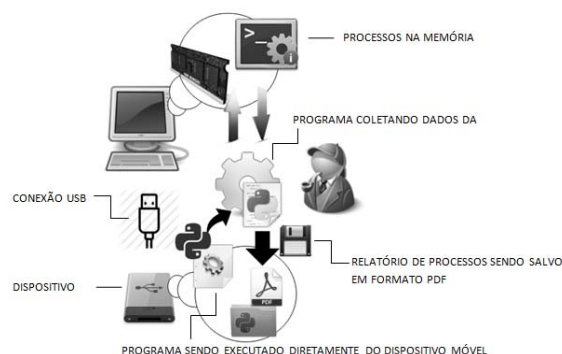 PROCESSOS NA MEMÓRIA
PROGRAMA COLETANDO DADOS DA
CONEXÃO USB
RELATÓRIO DE PROCESSOS SENDO SALVO
EM FORMATO PDF
PDF
DISPOSITIVO
PROGRAMA SENDO EXECUTADO DIRETAMENTE DO DISPOSITIVO MÓVEL